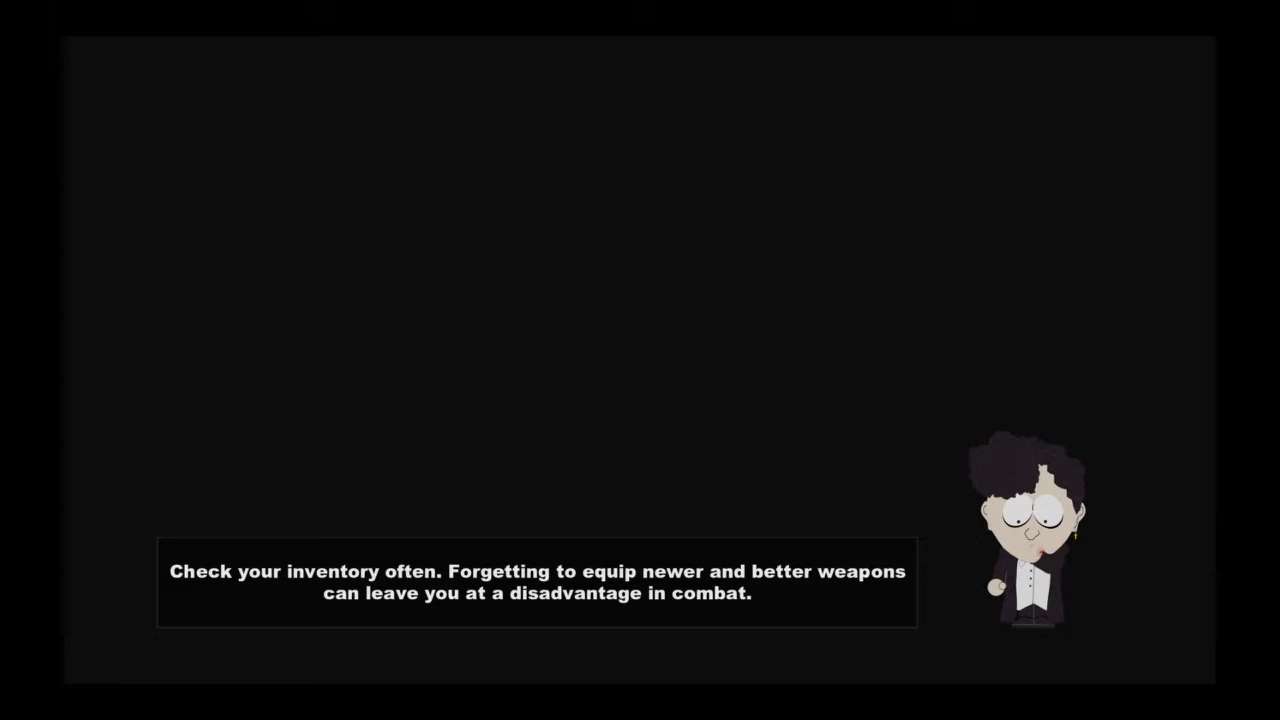 Check your inventory often. Forgetting to equip newer and better weapons
can leave you at a disadvantage in combat.